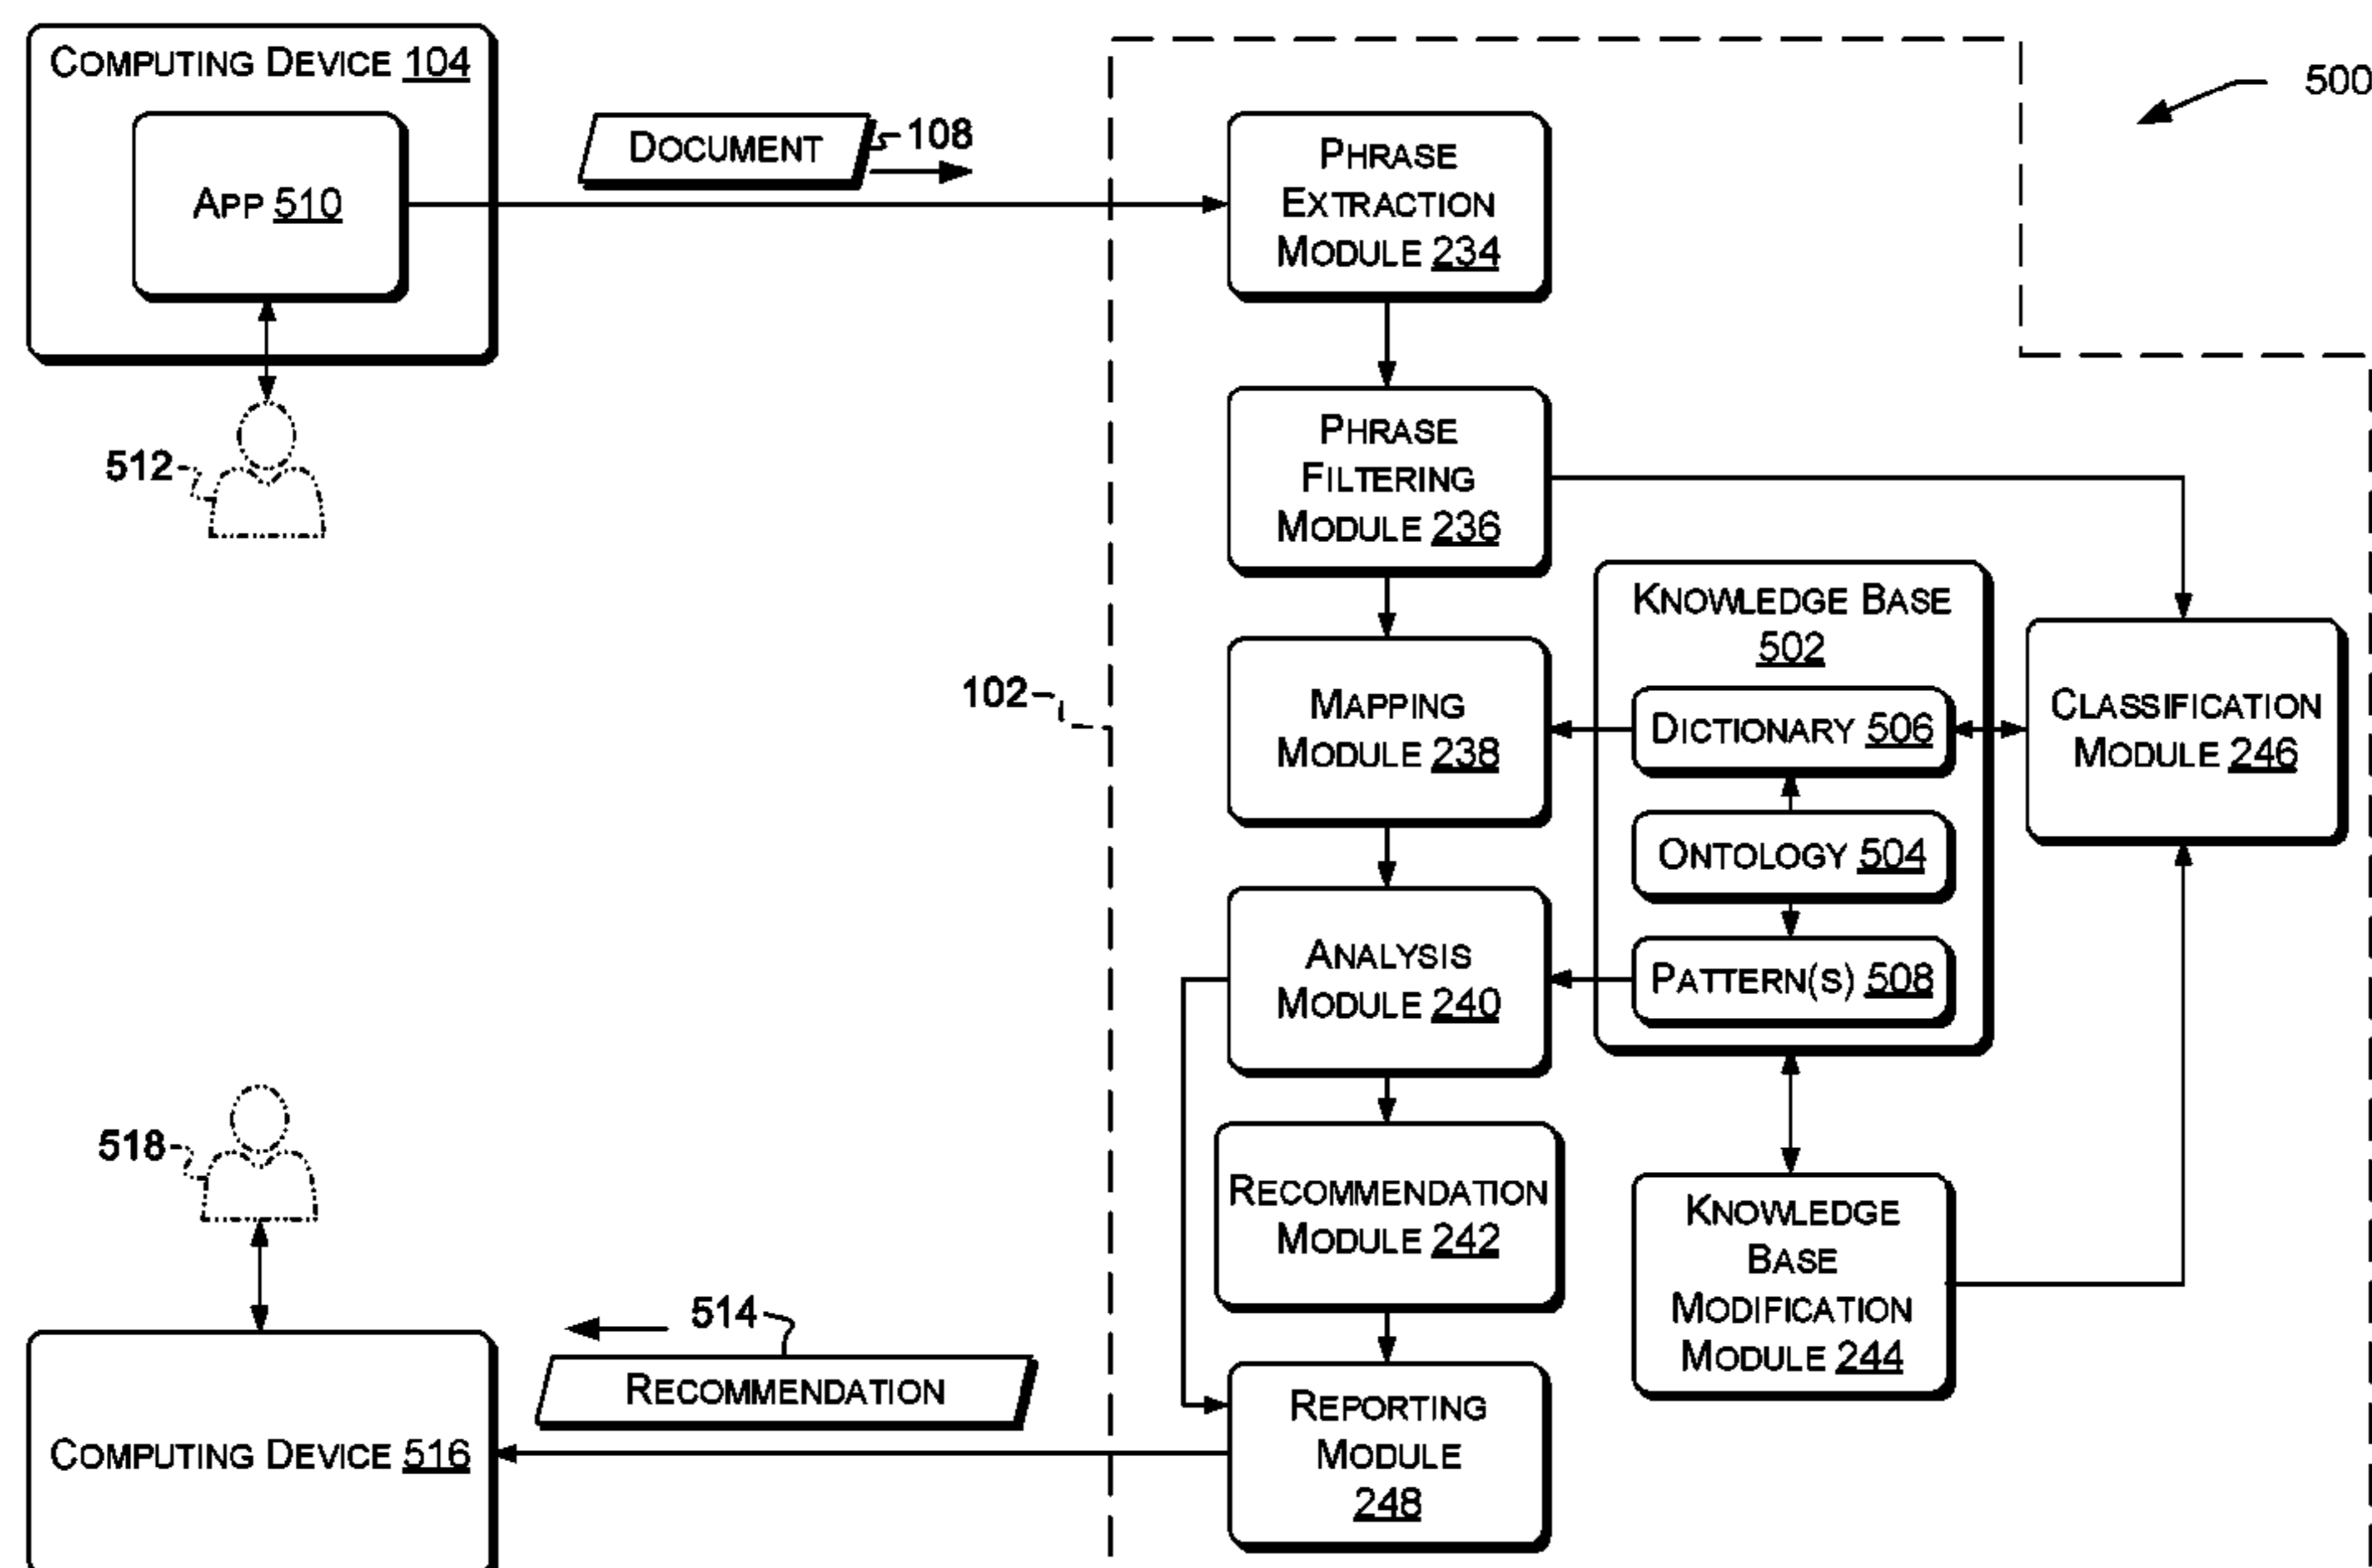 COMPUTING DEVICE 104
APP 510
DOCUMENT
108
512
500
PHRASE
EXTRACTION
MODULE 234
PHRASE
FILTERING
MODULE 236
102
MAPPING
MODULE 238
KNOWLEDGE BASE
502
DICTIONARY 506
ONTOLOGY 504
PATTERN(S) 508
CLASSIFICATION
MODULE 246
ANALYSIS
MODULE 240
RECOMMENDATION
MODULE 242
KNOWLEDGE
BASE
MODIFICATION
MODULE 244
REPORTING
MODULE
248
514
RECOMMENDATION
518
COMPUTING DEVICE 516